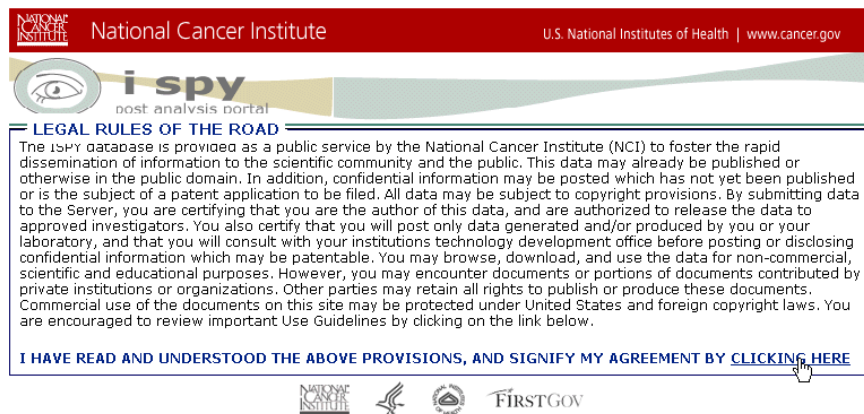 NATIONAL
CANCER
INSTITUTE
National Cancer Institute
U.S. National Institutes of Health | www.cancer.gov
i spy
post analysis portal
LEGAL RULES OF THE ROAD
The ISPY database is provided as a public service by the National Cancer Institute (NCI) to foster the rapid
dissemination of information to the scientific community and the public. This data may already be published or
otherwise in the public domain. In addition, confidential information may be posted which has not yet been published
or is the subject of a patent application to be filed. All data may be subject to copyright provisions. By submitting data
to the Server, you are certifying that you are the author of this data, and are authorized to release the data to
approved investigators. You also certify that you will post only data generated and/or produced by you or your
laboratory, and that you will consult with your institutions technology development office before posting or disclosing
confidential information which may be patentable. You may browse, download, and use the data for non-commercial,
scientific and educational purposes. However, you may encounter documents or portions of documents contributed by
private institutions or organizations. Other parties may retain all rights to publish or produce these documents.
Commercial use of the documents on this site may be protected under United States and foreign copyright laws. You
are encouraged to review important Use Guidelines by clicking on the link below.
I HAVE READ AND UNDERSTOOD THE ABOVE PROVISIONS, AND SIGNIFY MY AGREEMENT BY CLICKING HERE
NATIONAL
CANCER
INSTITUTE
FIRSTGOV